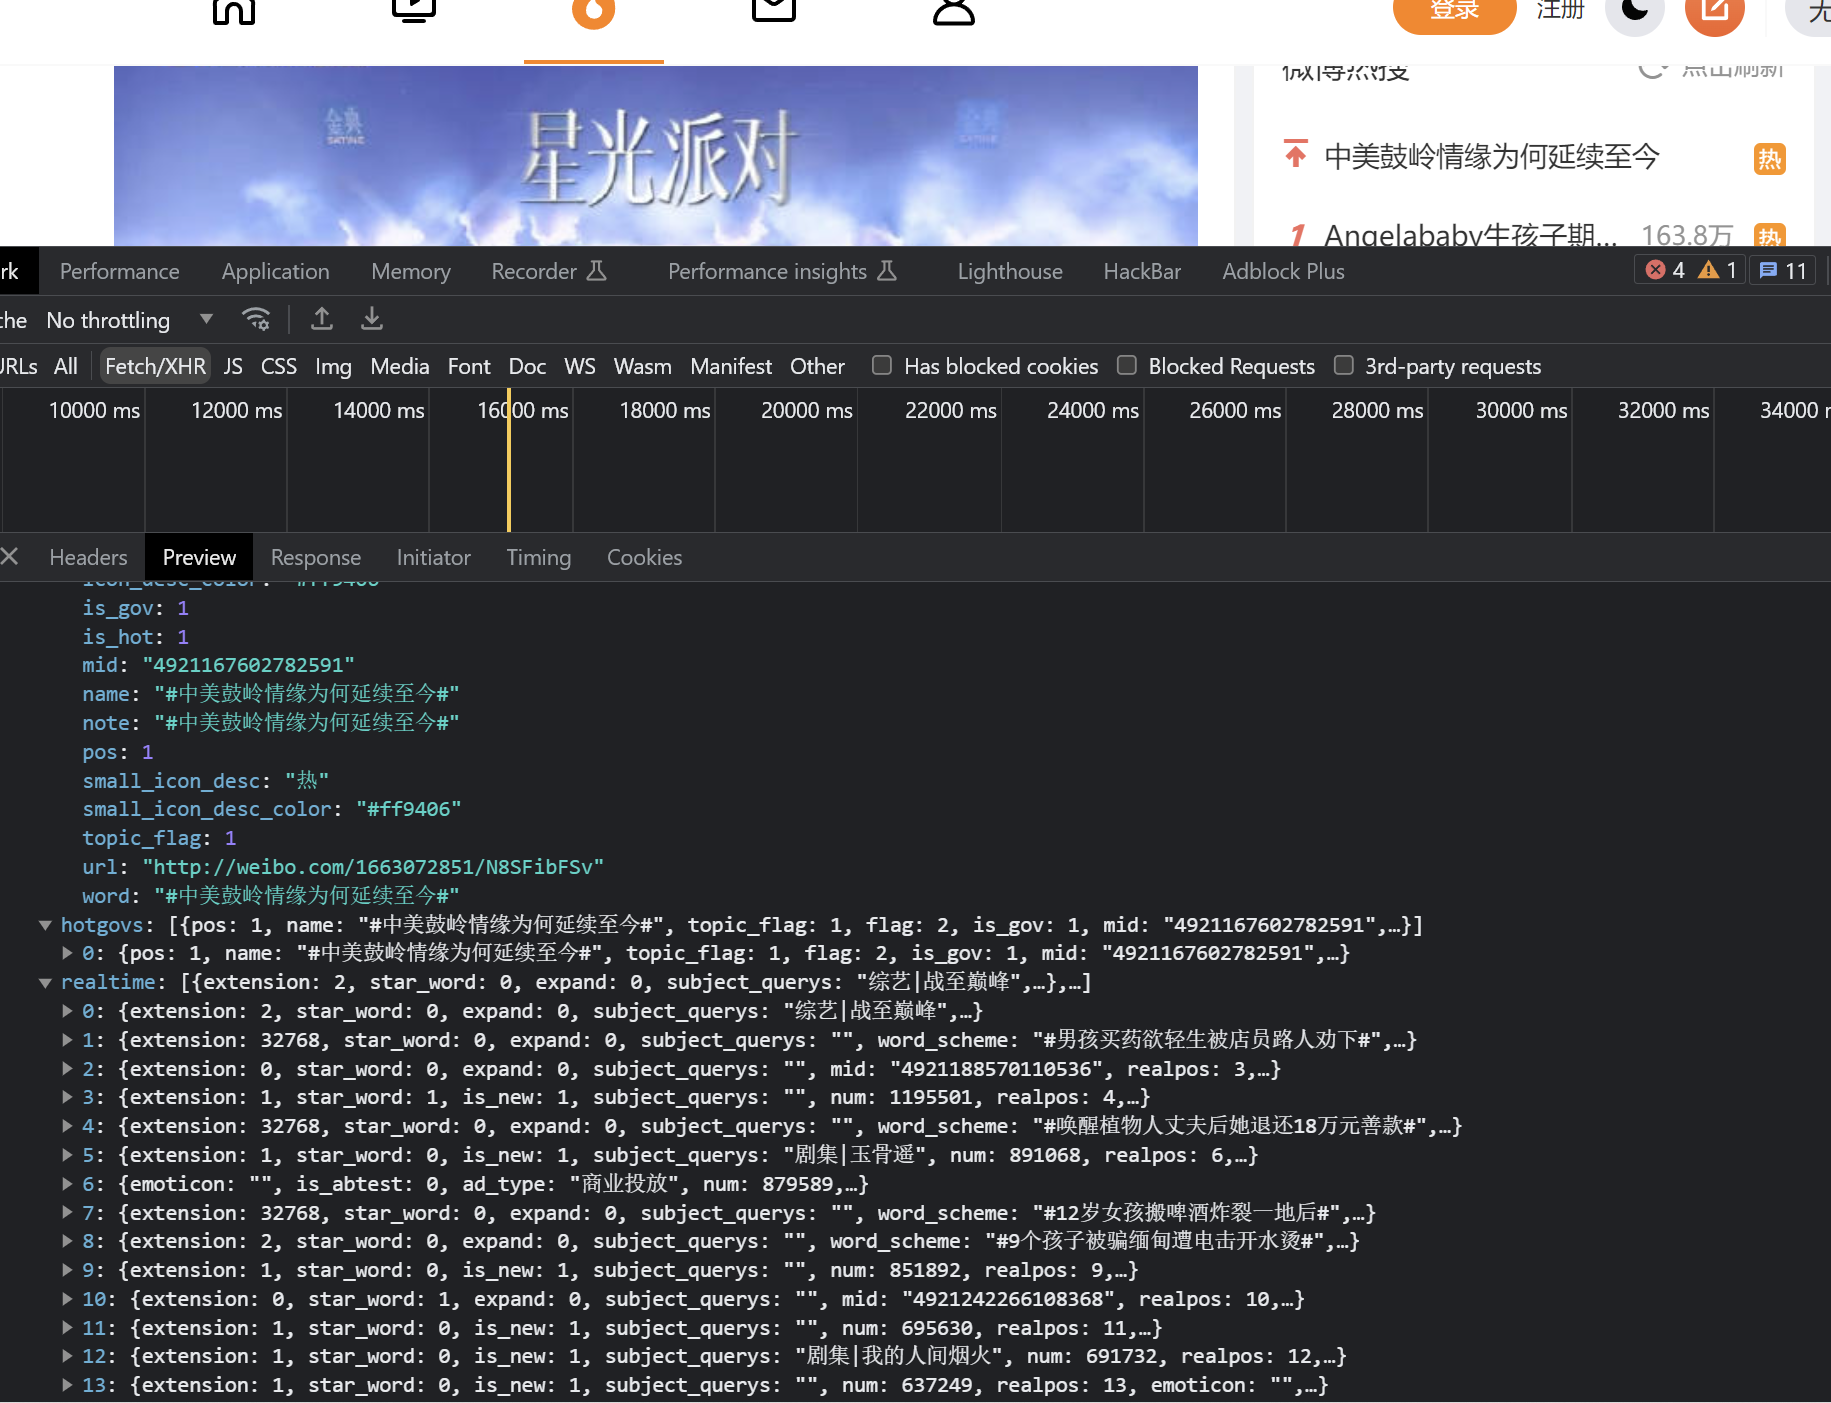 登录 注册 无
金典
SATINE
星光派对
金典
SATINE
微博热搜 点击刷新
中美鼓岭情缘为何延续至今 热
1 Angelababy生孩子期... 163.8万 热
rk Performance Application Memory Recorder Performance insights Lighthouse HackBar Adblock Plus 4 1 11
che No throttling
URLs All Fetch/XHR JS CSS Img Media Font Doc WS Wasm Manifest Other Has blocked cookies Blocked Requests 3rd-party requests
10000 ms 12000 ms 14000 ms 16000 ms 18000 ms 20000 ms 22000 ms 24000 ms 26000 ms 28000 ms 30000 ms 32000 ms 34000 m
Headers Preview Response Initiator Timing Cookies
icon_desc_color: "#ff9406"
is_gov: 1
is_hot: 1
mid: "4921167602782591"
name: "#中美鼓岭情缘为何延续至今#"
note: "#中美鼓岭情缘为何延续至今#"
pos: 1
small_icon_desc: "热"
small_icon_desc_color: "#ff9406"
topic_flag: 1
url: "http://weibo.com/1663072851/N8SFibFSv"
word: "#中美鼓岭情缘为何延续至今#"
hotgovs: [{pos: 1, name: "#中美鼓岭情缘为何延续至今#", topic_flag: 1, flag: 2, is_gov: 1, mid: "4921167602782591",…}]
0: {pos: 1, name: "#中美鼓岭情缘为何延续至今#", topic_flag: 1, flag: 2, is_gov: 1, mid: "4921167602782591",…}
realtime: [{extension: 2, star_word: 0, expand: 0, subject_querys: "综艺|战至巅峰",…},…]
0: {extension: 2, star_word: 0, expand: 0, subject_querys: "综艺|战至巅峰",…}
1: {extension: 32768, star_word: 0, expand: 0, subject_querys: "", word_scheme: "#男孩买药欲轻生被店员路人劝下#",…}
2: {extension: 0, star_word: 0, expand: 0, subject_querys: "", mid: "4921188570110536", realpos: 3,…}
3: {extension: 1, star_word: 1, is_new: 1, subject_querys: "", num: 1195501, realpos: 4,…}
4: {extension: 32768, star_word: 0, expand: 0, subject_querys: "", word_scheme: "#唤醒植物人丈夫后她退还18万元善款#",…}
5: {extension: 1, star_word: 0, is_new: 1, subject_querys: "剧集|玉骨遥", num: 891068, realpos: 6,…}
6: {emoticon: "", is_abtest: 0, ad_type: "商业投放", num: 879589,…}
7: {extension: 32768, star_word: 0, expand: 0, subject_querys: "", word_scheme: "#12岁女孩搬啤酒炸裂一地后#",…}
8: {extension: 2, star_word: 0, expand: 0, subject_querys: "", word_scheme: "#9个孩子被骗缅甸遭电击开水烫#",…}
9: {extension: 1, star_word: 0, is_new: 1, subject_querys: "", num: 851892, realpos: 9,…}
10: {extension: 0, star_word: 1, expand: 0, subject_querys: "", mid: "4921242266108368", realpos: 10,…}
11: {extension: 1, star_word: 0, is_new: 1, subject_querys: "", num: 695630, realpos: 11,…}
12: {extension: 1, star_word: 0, is_new: 1, subject_querys: "剧集|我的人间烟火", num: 691732, realpos: 12,…}
13: {extension: 1, star_word: 0, is_new: 1, subject_querys: "", num: 637249, realpos: 13, emoticon: "",…}